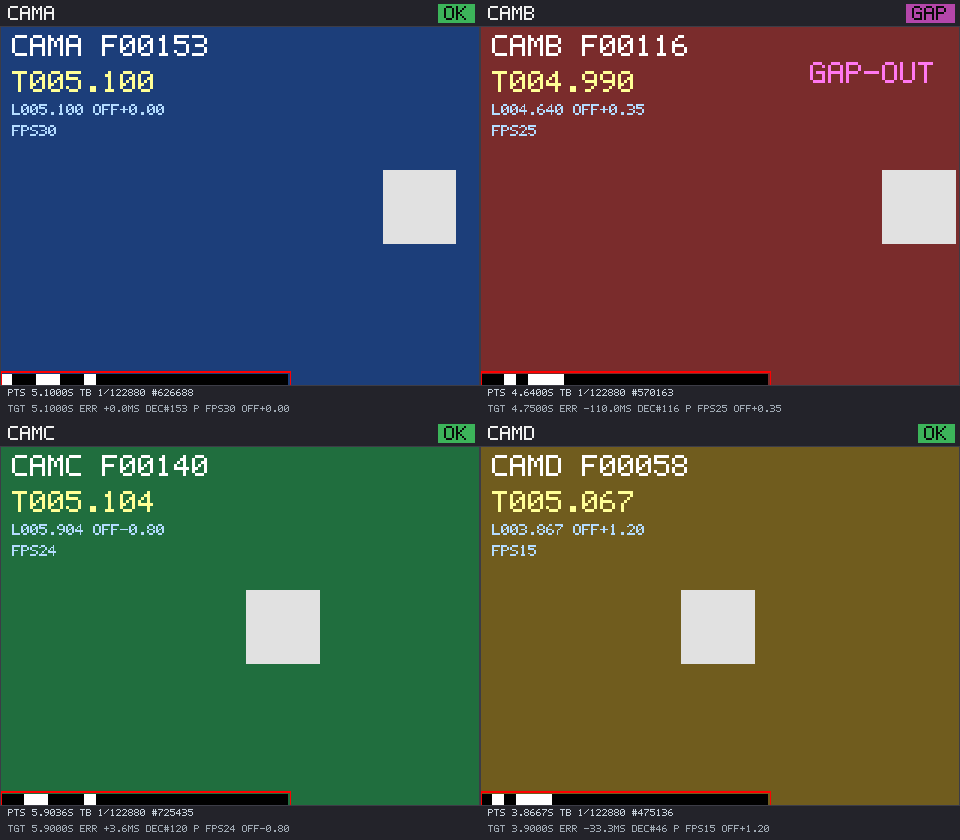 CAMA OK
CAMA F00153
T005.100
L005.100 OFF+0.00
FPS30
PTS 5.1000S TB 1/122880 #626688
TGT 5.1000S ERR +0.0MS DEC#153 P FPS30 OFF+0.00
CAMB GAP
CAMB F00116
GAP-OUT
T004.990
L004.640 OFF+0.35
FPS25
PTS 4.6400S TB 1/122880 #570163
TGT 4.7500S ERR -110.0MS DEC#116 P FPS25 OFF+0.35
CAMC OK
CAMC F00140
T005.104
L005.904 OFF-0.80
FPS24
PTS 5.9036S TB 1/122880 #725435
TGT 5.9000S ERR +3.6MS DEC#120 P FPS24 OFF-0.80
CAMD OK
CAMD F00058
T005.067
L003.867 OFF+1.20
FPS15
PTS 3.8667S TB 1/122880 #475136
TGT 3.9000S ERR -33.3MS DEC#46 P FPS15 OFF+1.20